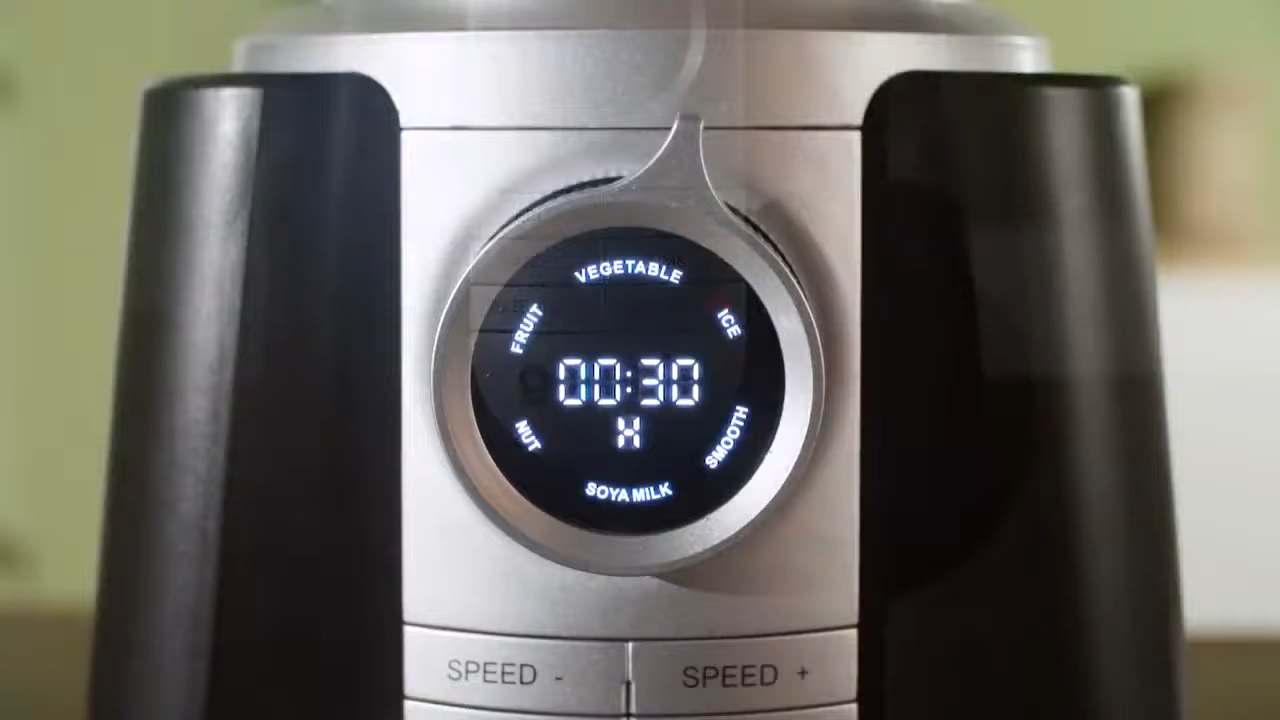 VEGETABLE
FRUIT
ICE
00:30
H
NUT
SMOOTH
SOYA MILK
SPEED -
SPEED +